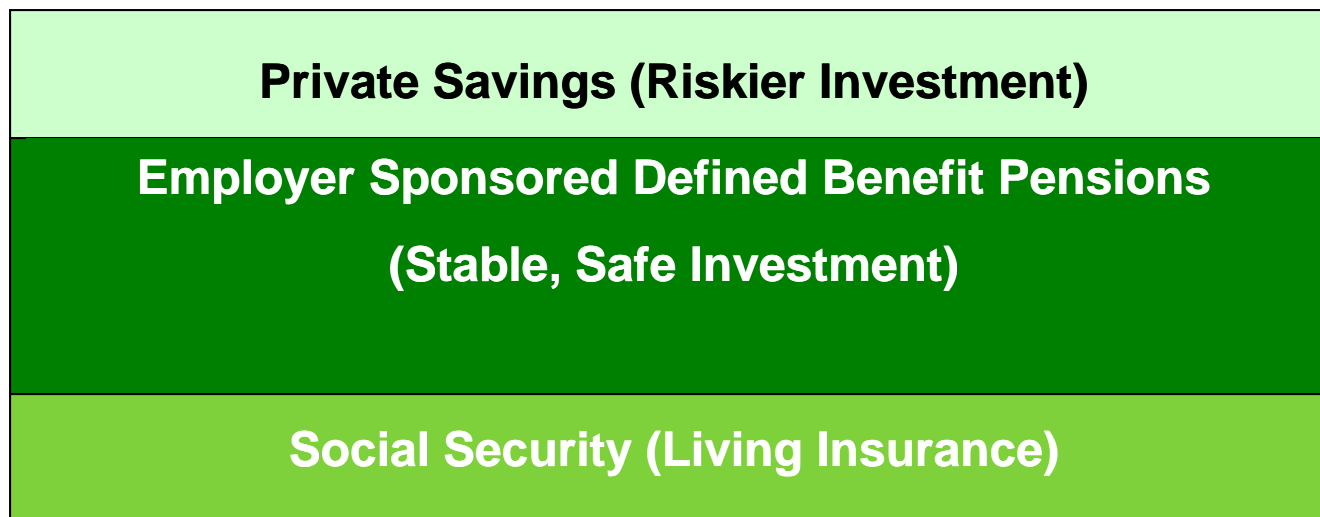 Private Savings (Riskier Investment)
Employer Sponsored Defined Benefit Pensions
(Stable, Safe Investment)
Social Security (Living Insurance)